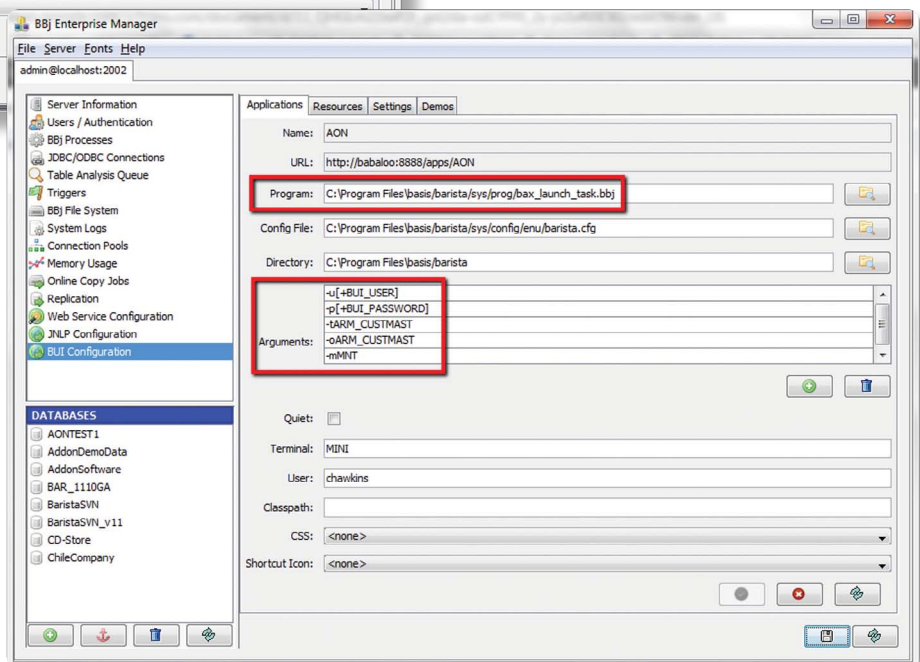 BBj Enterprise Manager
File Server Fonts Help
admin@localhost:2002
Server Information
Users / Authentication
BBj Processes
JDBC/ODBC Connections
Table Analysis Queue
Triggers
BBj File System
System Logs
Connection Pools
Memory Usage
Online Copy Jobs
Replication
Web Service Configuration
JNLP Configuration
BUI Configuration
DATABASES
AONTEST1
AddonDemoData
AddonSoftware
BAR_1110GA
BaristaSVN
BaristaSVN_v11
CD-Store
ChileCompany
Applications Resources Settings Demos
Name: AON
URL: http://babaloo:8888/apps/AON
Program: C:\Program Files\basis/barista/sys/prog/bax_launch_task.bbj
Config File: C:\Program Files\basis/barista/sys/config/enu/barista.cfg
Directory: C:\Program Files\basis/barista
Arguments:
-u[+BUI_USER]
-p[+BUI_PASSWORD]
-tARM_CUSTMAST
-oARM_CUSTMAST
-mMNT
Quiet:
Terminal: MINI
User: chawkins
Classpath:
CSS: <none>
Shortcut Icon: <none>